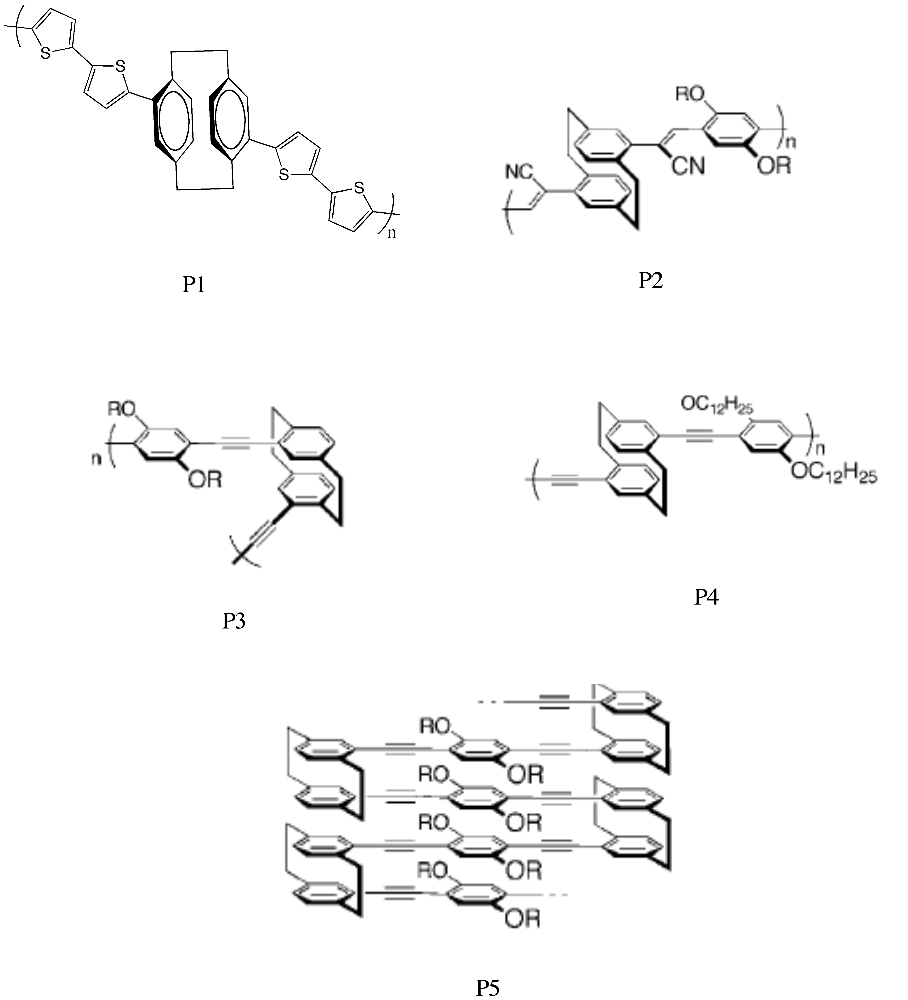 S
S
S
S
n
P1
RO
n
CN
OR
NC
P2
RO
n
OR
P3
OC12H25
n
OC12H25
P4
RO
OR
RO
OR
RO
OR
RO
OR
P5